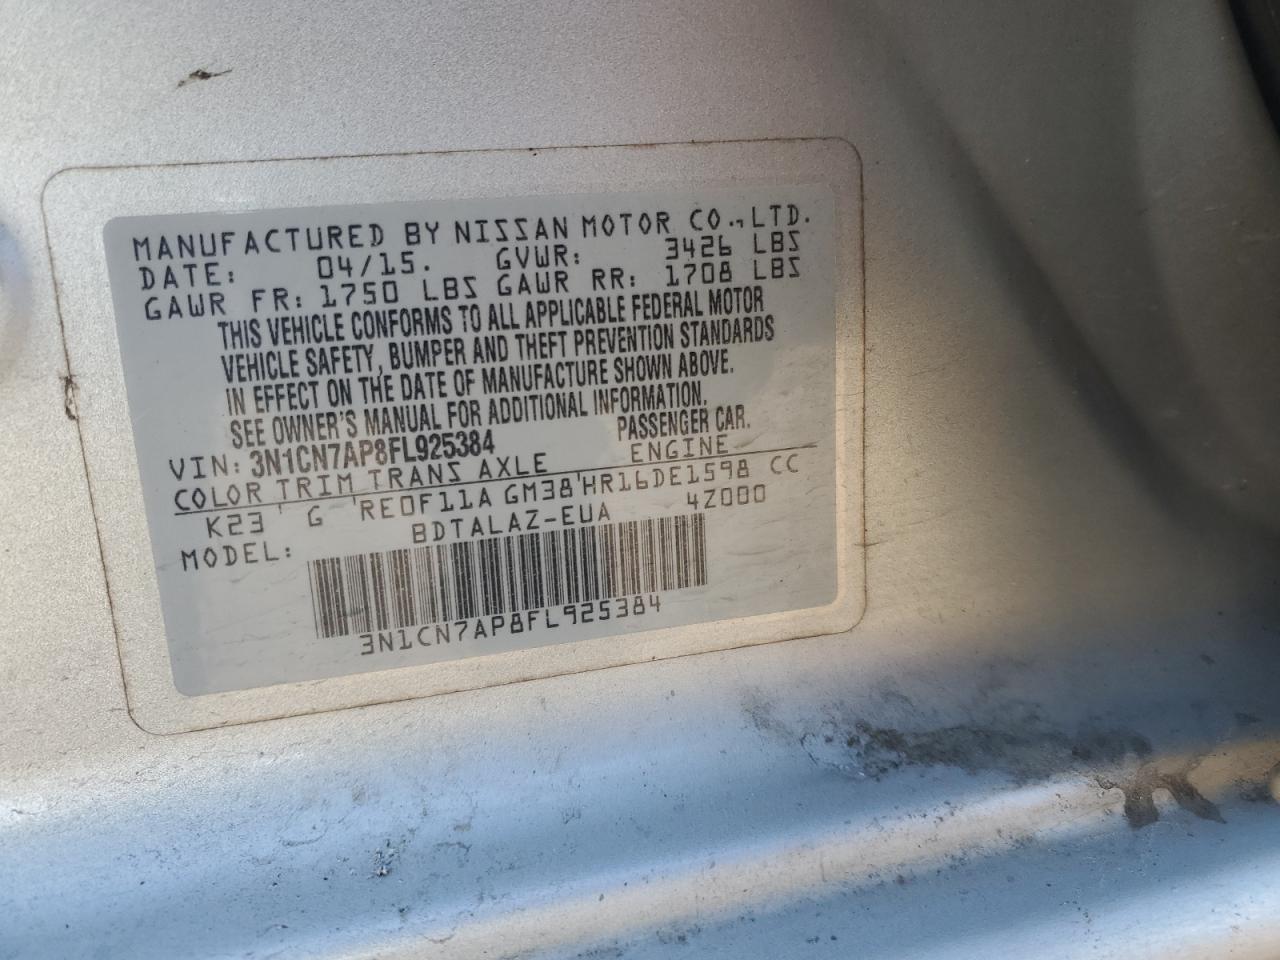 MANUFACTURED BY NISSAN MOTOR CO., LTD.
DATE: 04/15. GVWR: 3426 LBS
GAWR FR: 1750 LBS GAWR RR: 1708 LBS
THIS VEHICLE CONFORMS TO ALL APPLICABLE FEDERAL MOTOR
VEHICLE SAFETY, BUMPER AND THEFT PREVENTION STANDARDS
IN EFFECT ON THE DATE OF MANUFACTURE SHOWN ABOVE.
SEE OWNER'S MANUAL FOR ADDITIONAL INFORMATION.
VIN: 3N1CN7AP8FL925384 PASSENGER CAR.
COLOR TRIM TRANS AXLE ENGINE
K23 G RE0F11A GM38 HR16DE1598 CC
MODEL: BDTALAZ-EUA 4Z000
3N1CN7AP8FL925384